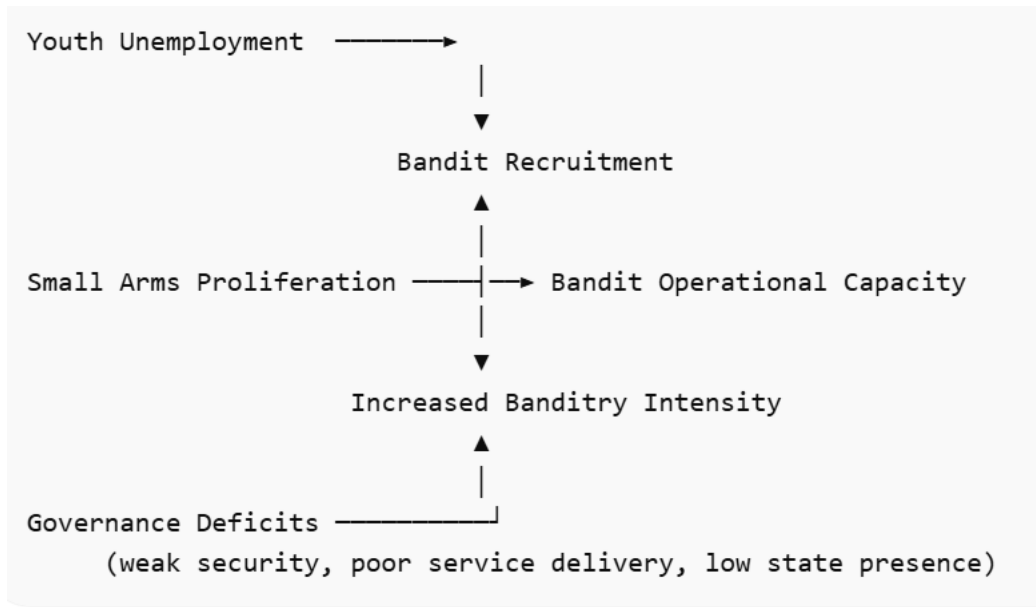 Youth Unemployment
Bandit Recruitment
Small Arms Proliferation Bandit Operational Capacity
Increased Banditry Intensity
Governance Deficits
(weak security, poor service delivery, low state presence)